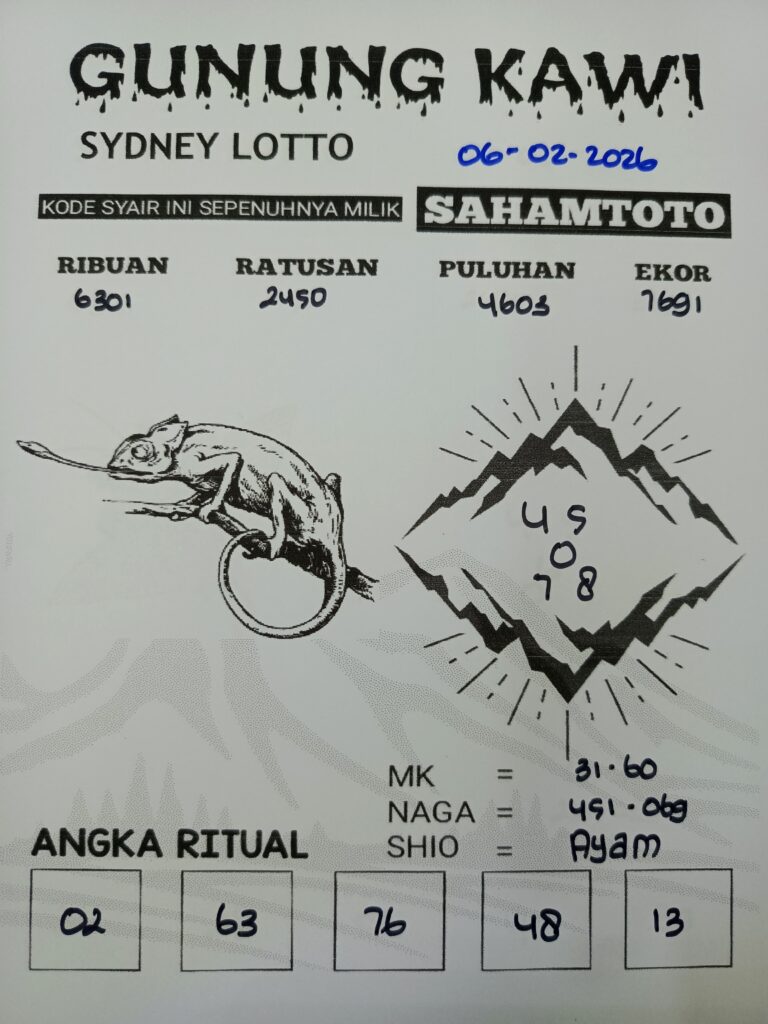 GUNUNG KAWI
SYDNEY LOTTO 06-02-2026
KODE SYAIR INI SEPENUHNYA MILIK SAHAMTOTO
RIBUAN RATUSAN PULUHAN EKOR
6301 2450 4603 7691
4 5
0
7 8
MK = 31.60
NAGA = 451.069
SHIO = Ayam
ANGKA RITUAL
02 63 76 48 13